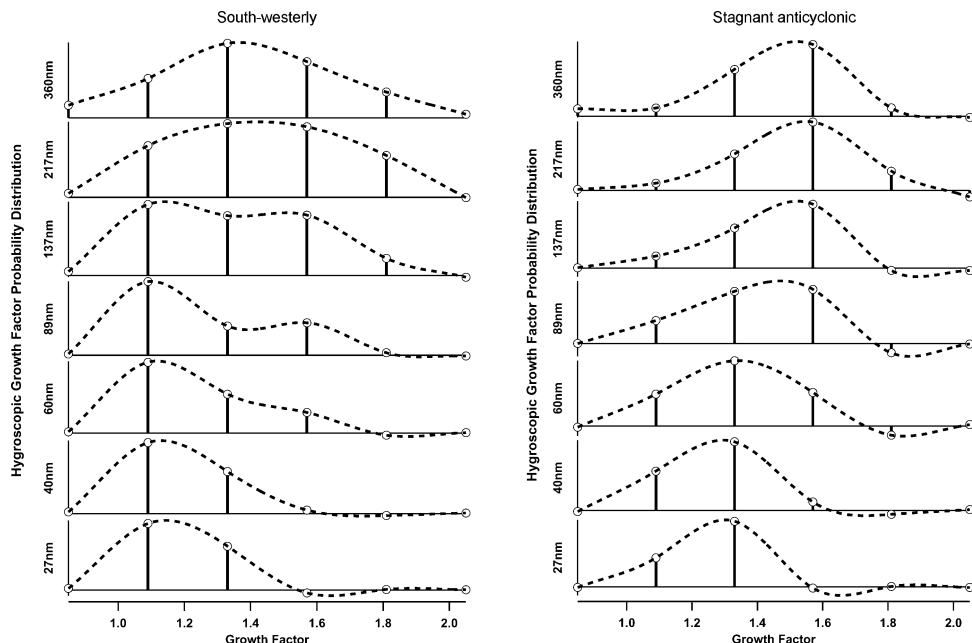 South-westerly
Hygroscopic Growth Factor Probability Distribution
360nm
217nm
137nm
89nm
60nm
40nm
27nm
1.0 1.2 1.4 1.6 1.8 2.0
Growth Factor
Stagnant anticyclonic
Hygroscopic Growth Factor Probability Distribution
360nm
217nm
137nm
89nm
60nm
40nm
27nm
1.0 1.2 1.4 1.6 1.8 2.0
Growth Factor